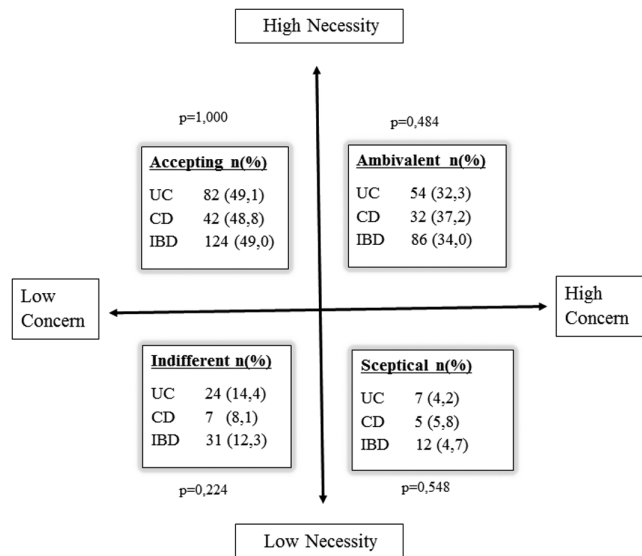 High Necessity
p=1,000
p=0,484
Accepting n(%)
UC 82 (49,1)
CD 42 (48,8)
IBD 124 (49,0)
Ambivalent n(%)
UC 54 (32,3)
CD 32 (37,2)
IBD 86 (34,0)
Low
Concern
High
Concern
Indifferent n(%)
UC 24 (14,4)
CD 7 (8,1)
IBD 31 (12,3)
Sceptical n(%)
UC 7 (4,2)
CD 5 (5,8)
IBD 12 (4,7)
p=0,224
p=0,548
Low Necessity